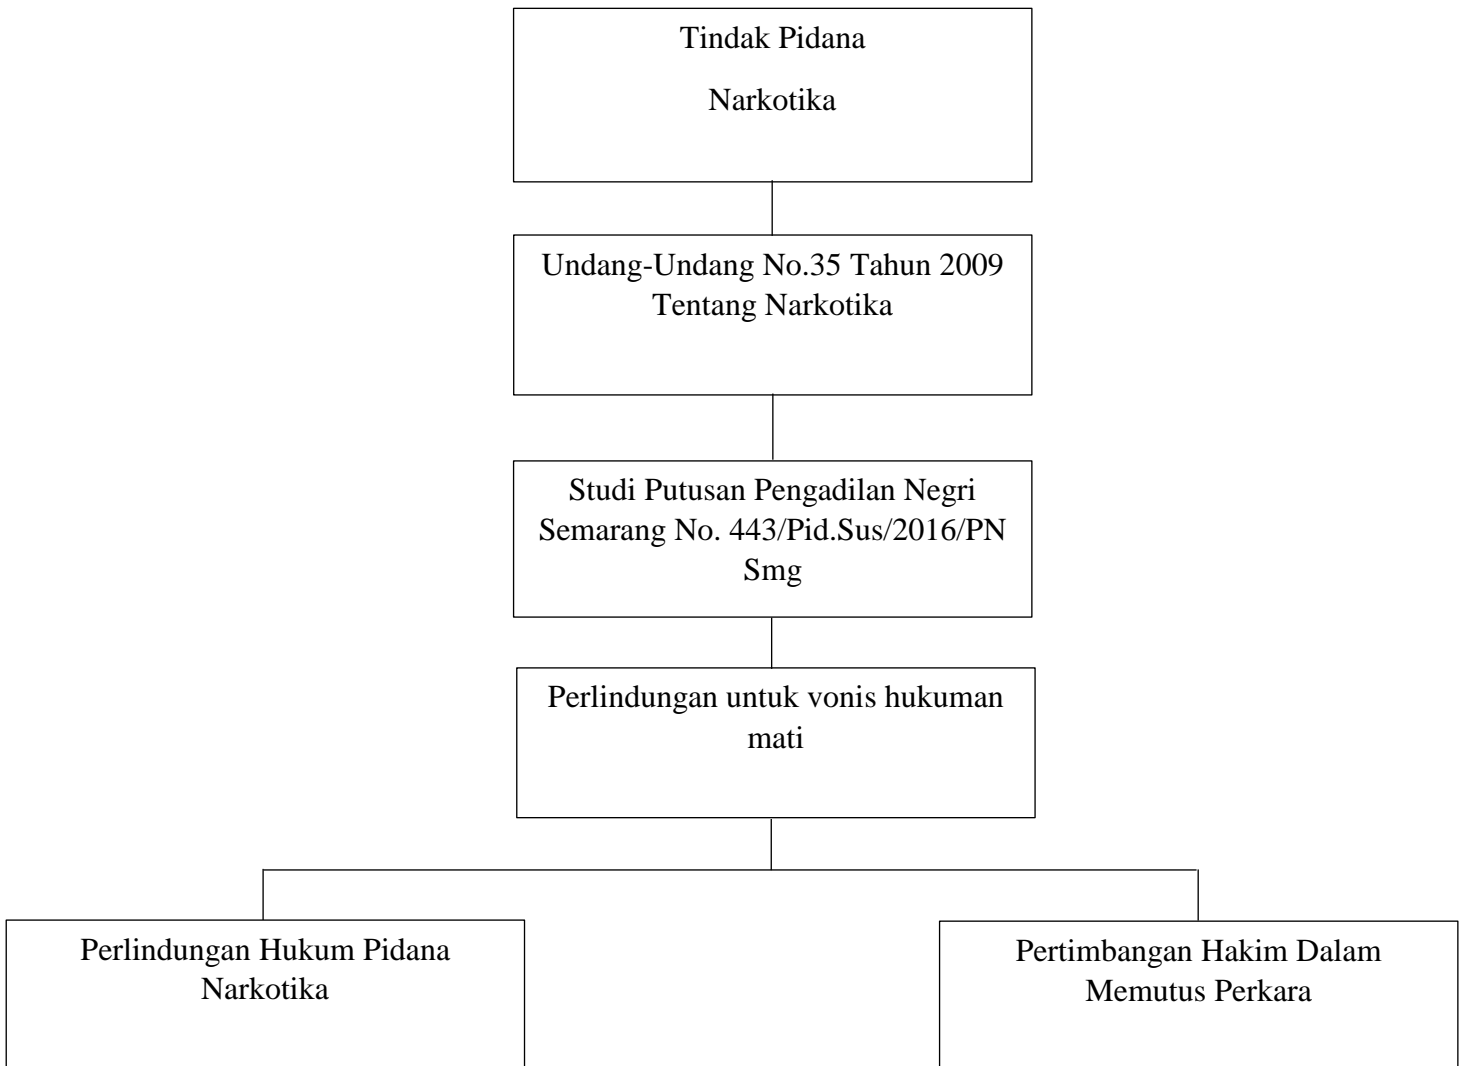 Tindak Pidana
Narkotika
Undang-Undang No.35 Tahun 2009
Tentang Narkotika
Studi Putusan Pengadilan Negri
Semarang No. 443/Pid.Sus/2016/PN
Smg
Perlindungan untuk vonis hukuman
mati
Perlindungan Hukum Pidana
Narkotika
Pertimbangan Hakim Dalam
Memutus Perkara